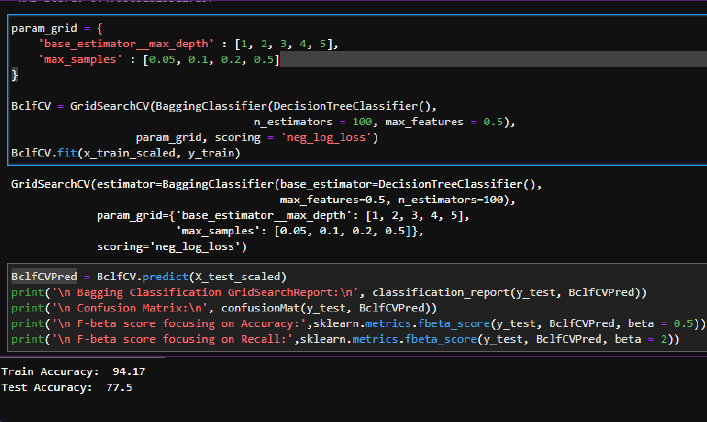 param_grid = {
    'base_estimator__max_depth' : [1, 2, 3, 4, 5],
    'max_samples' : [0.05, 0.1, 0.2, 0.5]
}
BclfCV = GridSearchCV(BaggingClassifier(DecisionTreeClassifier(),
                                    n_estimators = 100, max_features = 0.5),
                  param_grid, scoring = 'neg_log_loss')
BclfCV.fit(x_train_scaled, y_train)
GridSearchCV(estimator=BaggingClassifier(base_estimator=DecisionTreeClassifier(),
                                         max_features=0.5, n_estimators=100),
             param_grid={'base_estimator__max_depth': [1, 2, 3, 4, 5],
                         'max_samples': [0.05, 0.1, 0.2, 0.5]},
             scoring='neg_log_loss')
BclfCVPred = BclfCV.predict(X_test_scaled)
print('\n Bagging Classification GridSearchReport:\n', classification_report(y_test, BclfCVPred))
print('\n Confusion Matrix:\n', confusionMat(y_test, BclfCVPred))
print('\n F-beta score focusing on Accuracy:',sklearn.metrics.fbeta_score(y_test, BclfCVPred, beta = 0.5))
print('\n F-beta score focusing on Recall:',sklearn.metrics.fbeta_score(y_test, BclfCVPred, beta = 2))
Train Accuracy:  94.17
Test Accuracy:  77.5